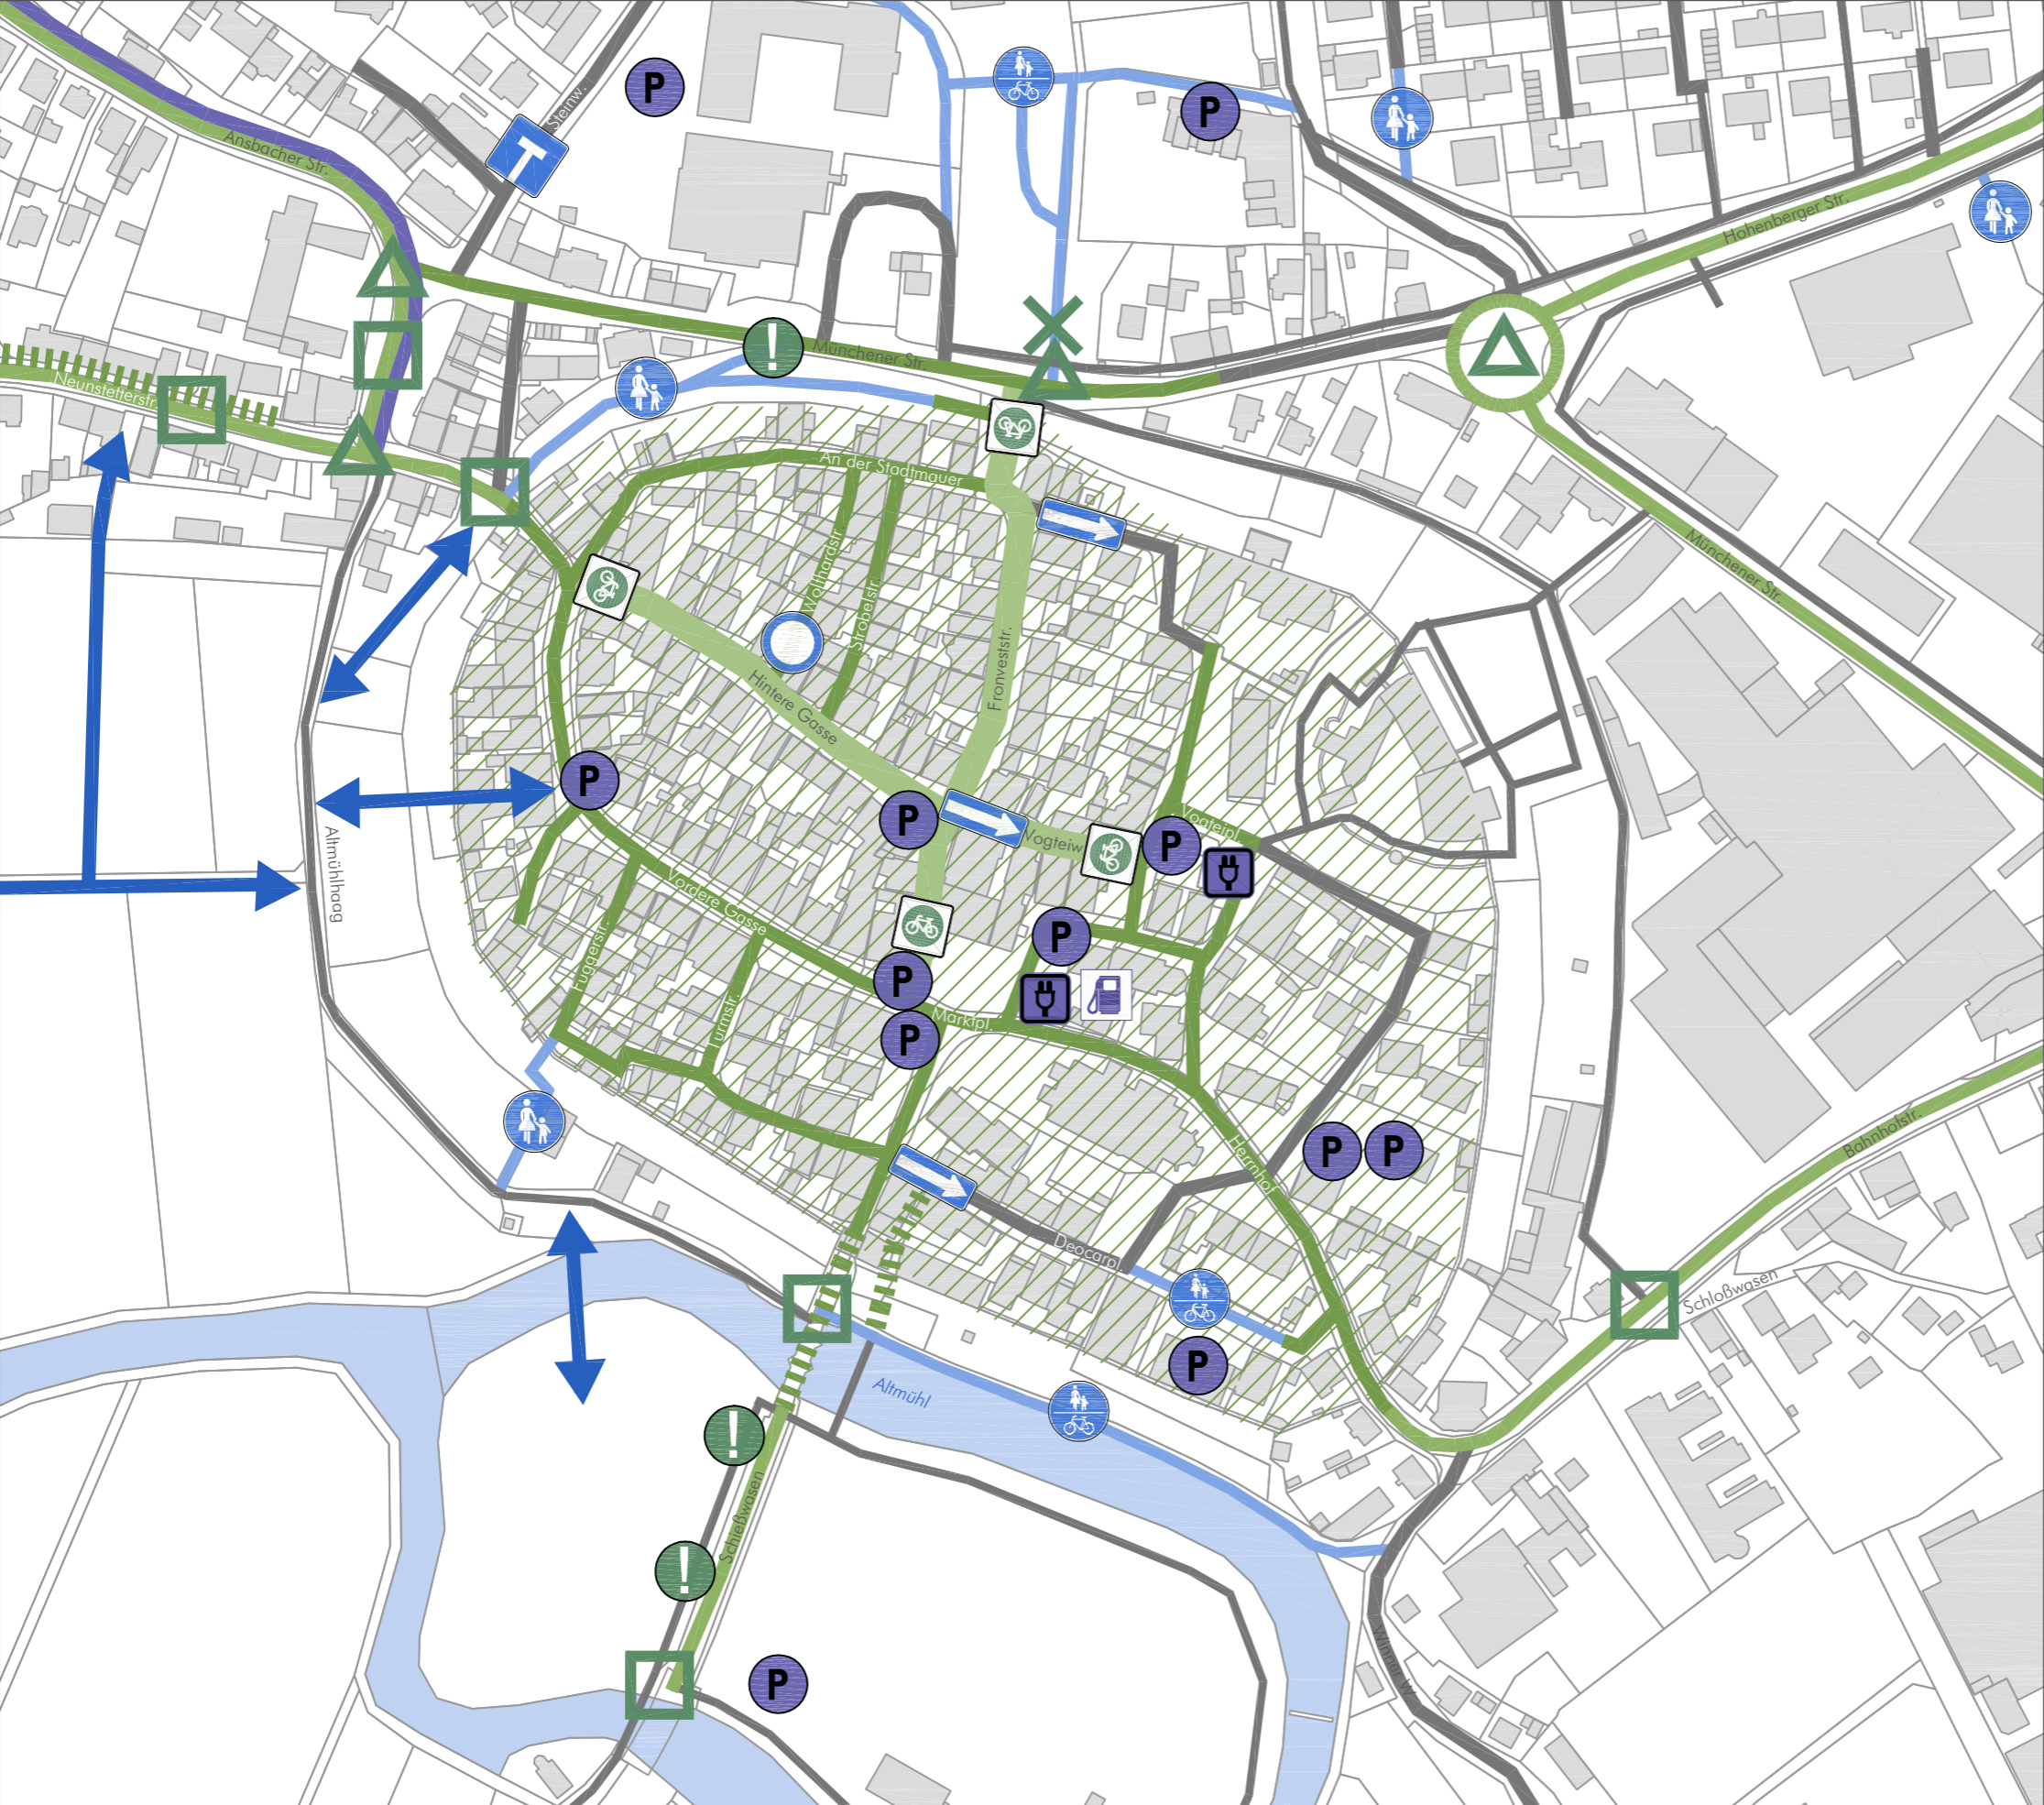 P
Steinw.
P
Ansbacher Str.
Hohenberger Str.
!
Münchener Str.
Neunstetterstr.
An der Stadtmauer
Wolfhardstr.
Strobelstr.
Münchener Str.
Fronveststr.
Hintere Gasse
P
P
Vogteiw.
P
Vogteipl.
Altmühlhaag
Vordere Gasse
P
Fuggerstr.
P
Turmstr.
Marktpl.
P
Herrnhof
P
P
Bahnhofstr.
Deocarpl.
Schloßwasen
P
Altmühl
!
Schießwasen
!
P